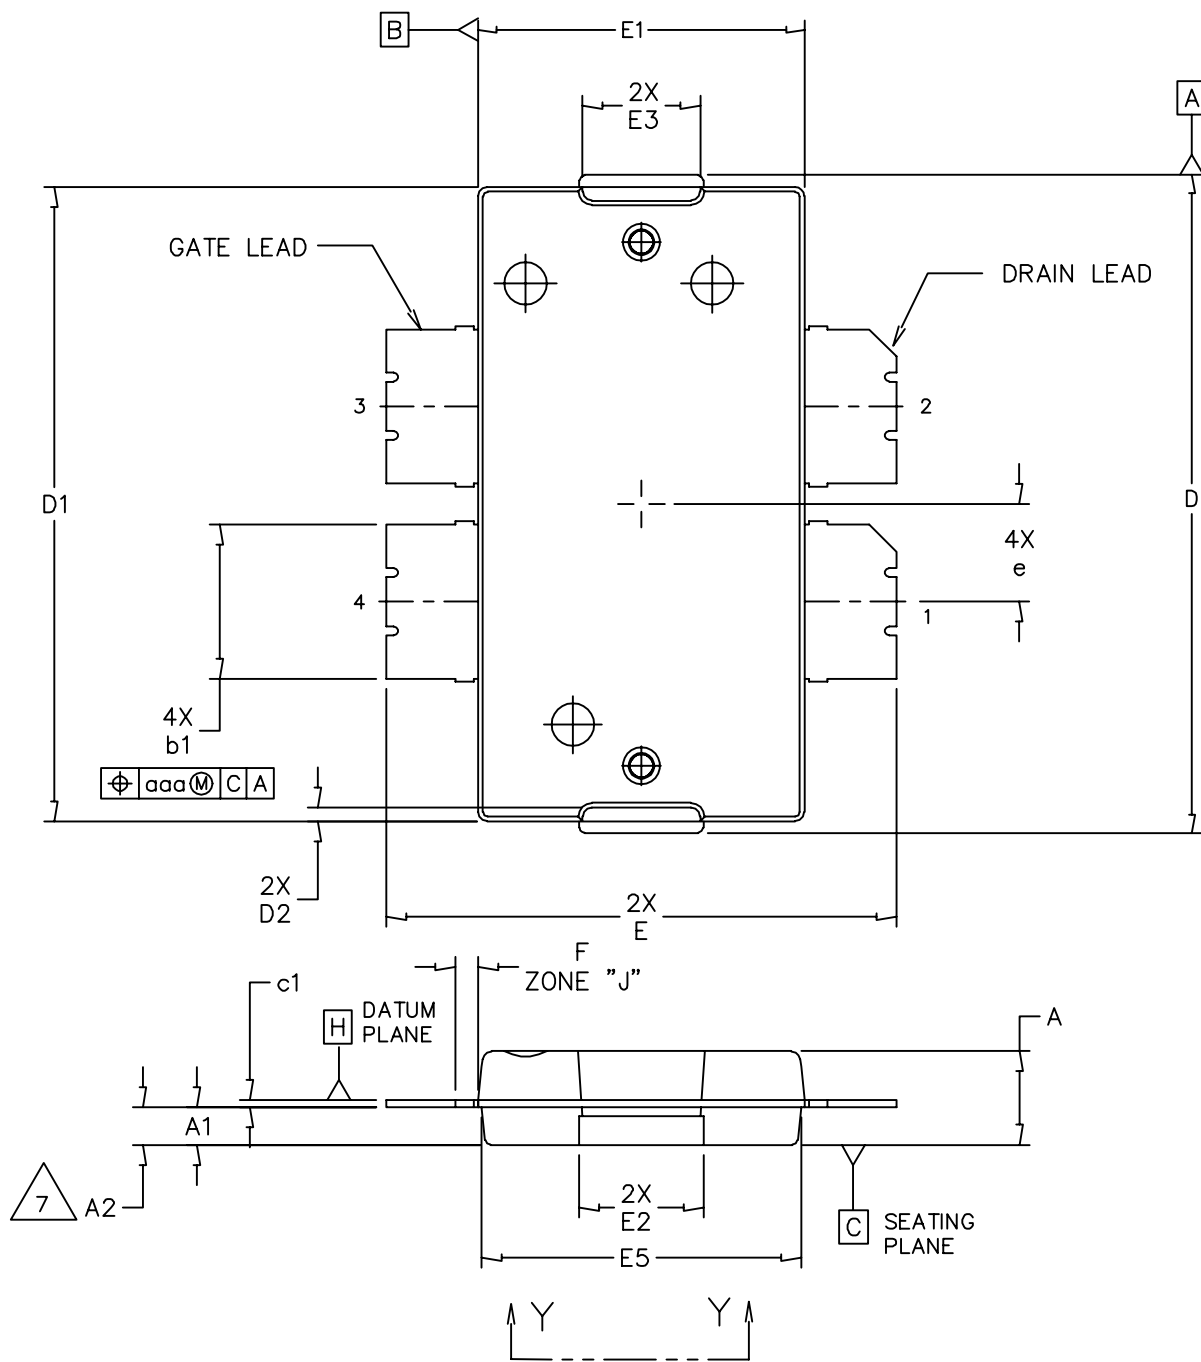 B
E1
2X
E3
A
GATE LEAD
DRAIN LEAD
3
2
D1
D
4X
e
4
1
4X
b1
⌖ aaa Ⓜ C A
2X
D2
2X
E
F
ZONE "J"
c1
H
DATUM
PLANE
A
A1
7
A2
2X
E2
C
SEATING
PLANE
E5
Y
Y